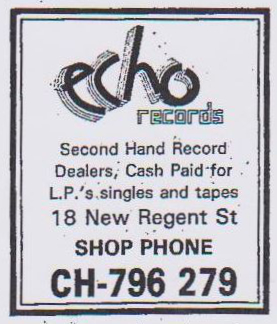 echo
records
Second Hand Record
Dealers, Cash Paid for
L.P.'s singles and tapes
18 New Regent St
SHOP PHONE
CH-796 279